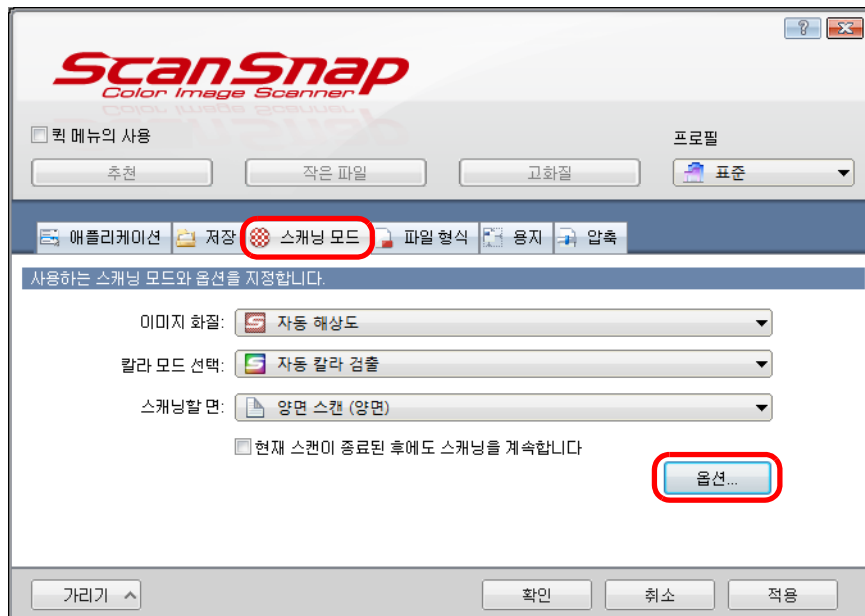 ScanSnap
Color Image Scanner
퀵 메뉴의 사용
프로필
추천
작은 파일
고화질
표준
애플리케이션
저장
스캐닝 모드
파일 형식
용지
압축
사용하는 스캐닝 모드와 옵션을 지정합니다.
이미지 화질:
자동 해상도
칼라 모드 선택:
자동 칼라 검출
스캐닝할 면:
양면 스캔 (양면)
현재 스캔이 종료된 후에도 스캐닝을 계속합니다
옵션...
가리기
확인
취소
적용